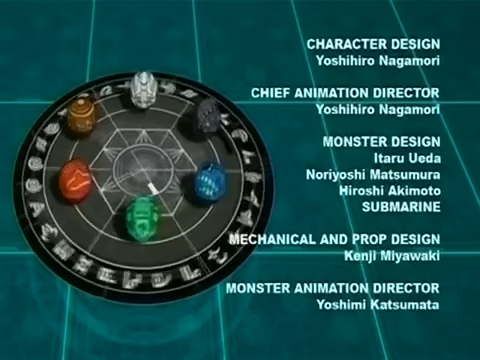 CHARACTER DESIGN
Yoshihiro Nagamori
CHIEF ANIMATION DIRECTOR
Yoshihiro Nagamori
MONSTER DESIGN
Itaru Ueda
Noriyoshi Matsumura
Hiroshi Akimoto
SUBMARINE
MECHANICAL AND PROP DESIGN
Kenji Miyawaki
MONSTER ANIMATION DIRECTOR
Yoshimi Katsumata